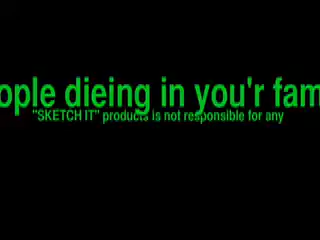 ople dieing in you'r fam
"SKETCH IT" products is not responsible for any